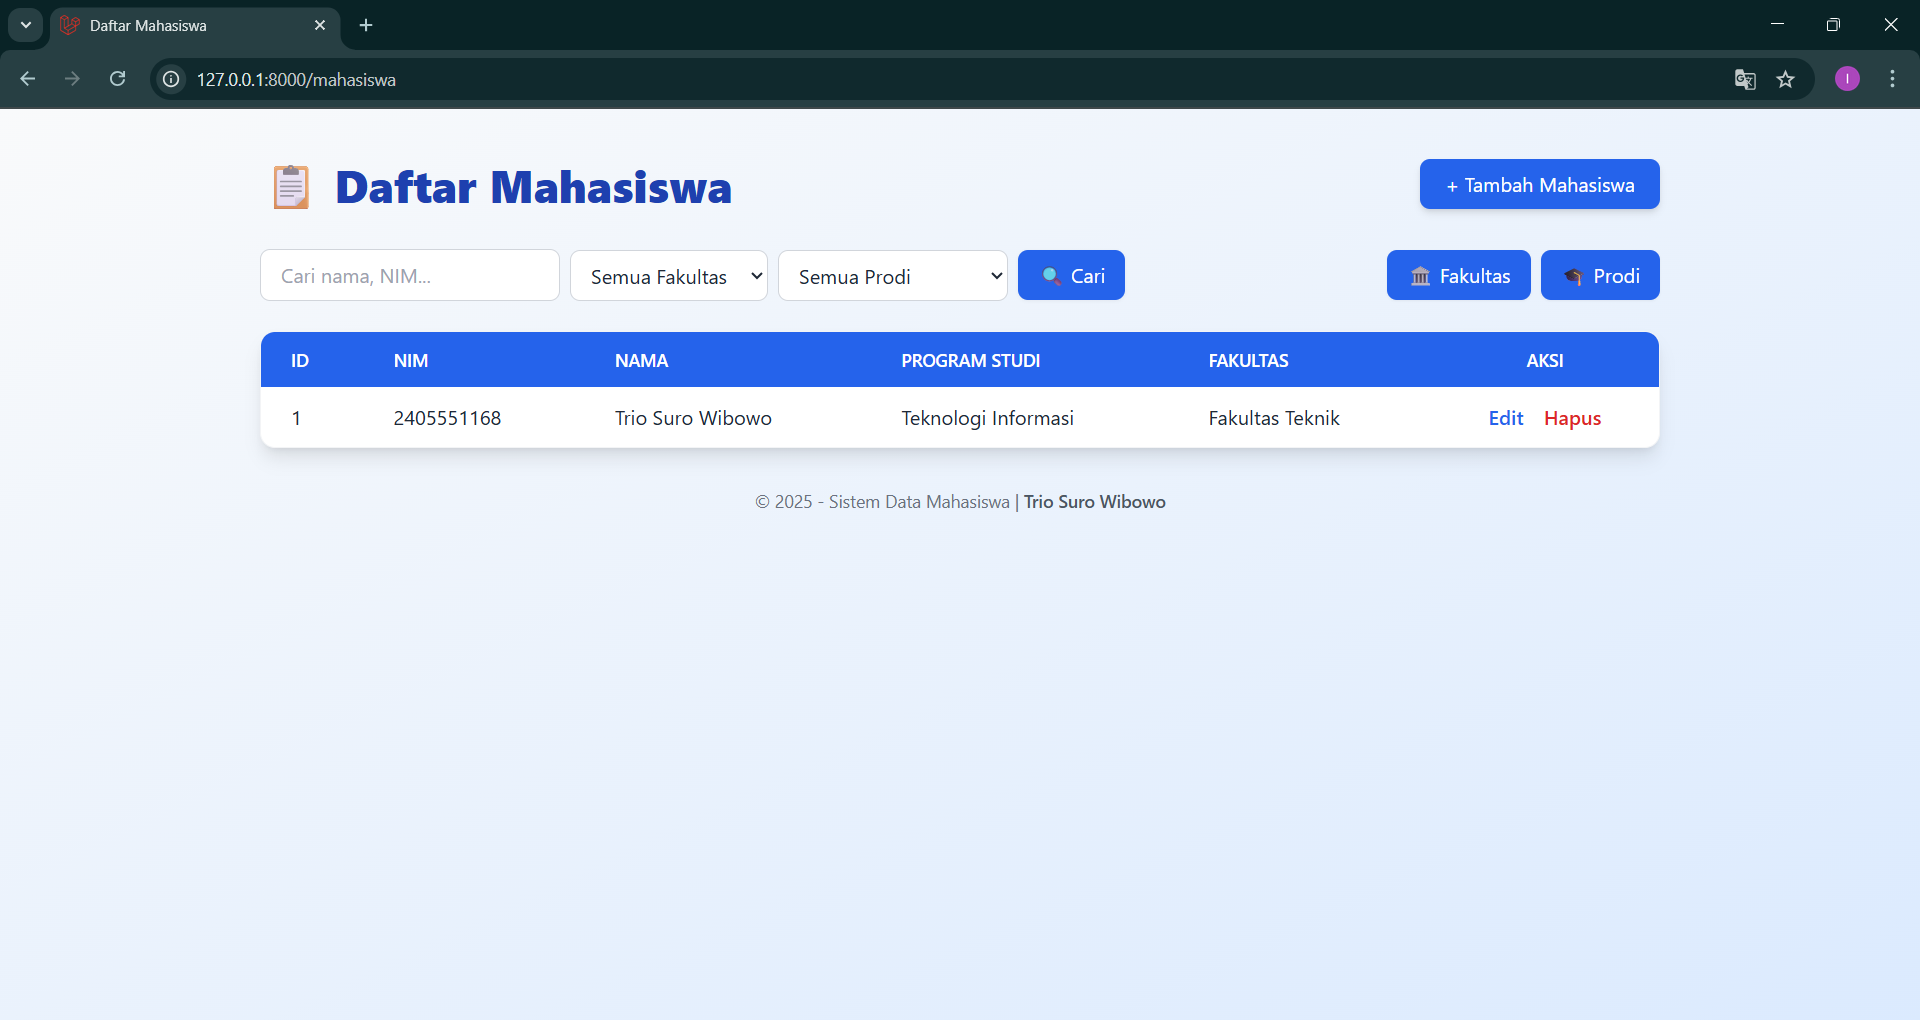 Daftar Mahasiswa
127.0.0.1:8000/mahasiswa
I
Daftar Mahasiswa
+ Tambah Mahasiswa
Cari nama, NIM...
Semua Fakultas
Semua Prodi
Cari
Fakultas
Prodi
ID NIM NAMA PROGRAM STUDI FAKULTAS AKSI
1 2405551168 Trio Suro Wibowo Teknologi Informasi Fakultas Teknik Edit Hapus
© 2025 - Sistem Data Mahasiswa | Trio Suro Wibowo